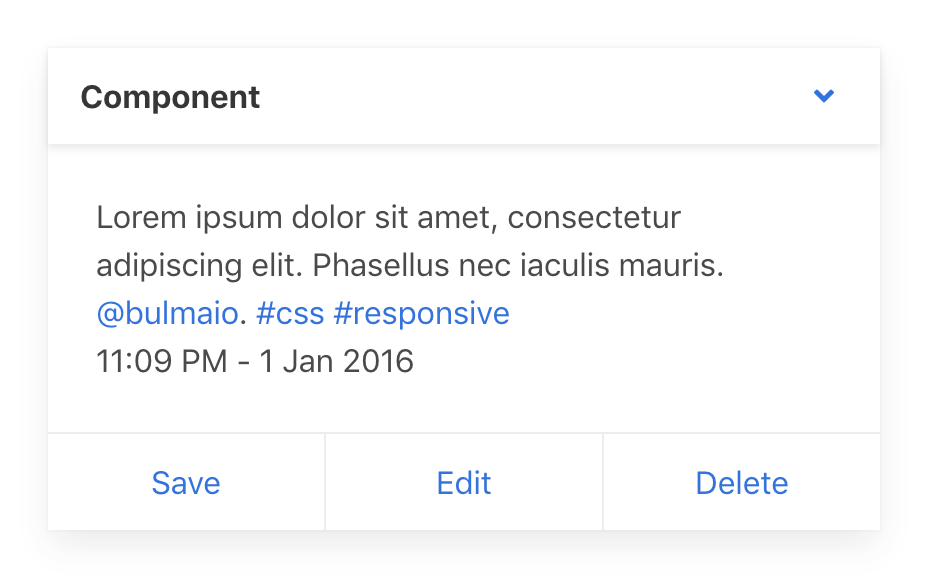 Component
Lorem ipsum dolor sit amet, consectetur
adipiscing elit. Phasellus nec iaculis mauris.
@bulmaio. #css #responsive
11:09 PM - 1 Jan 2016
Save Edit Delete